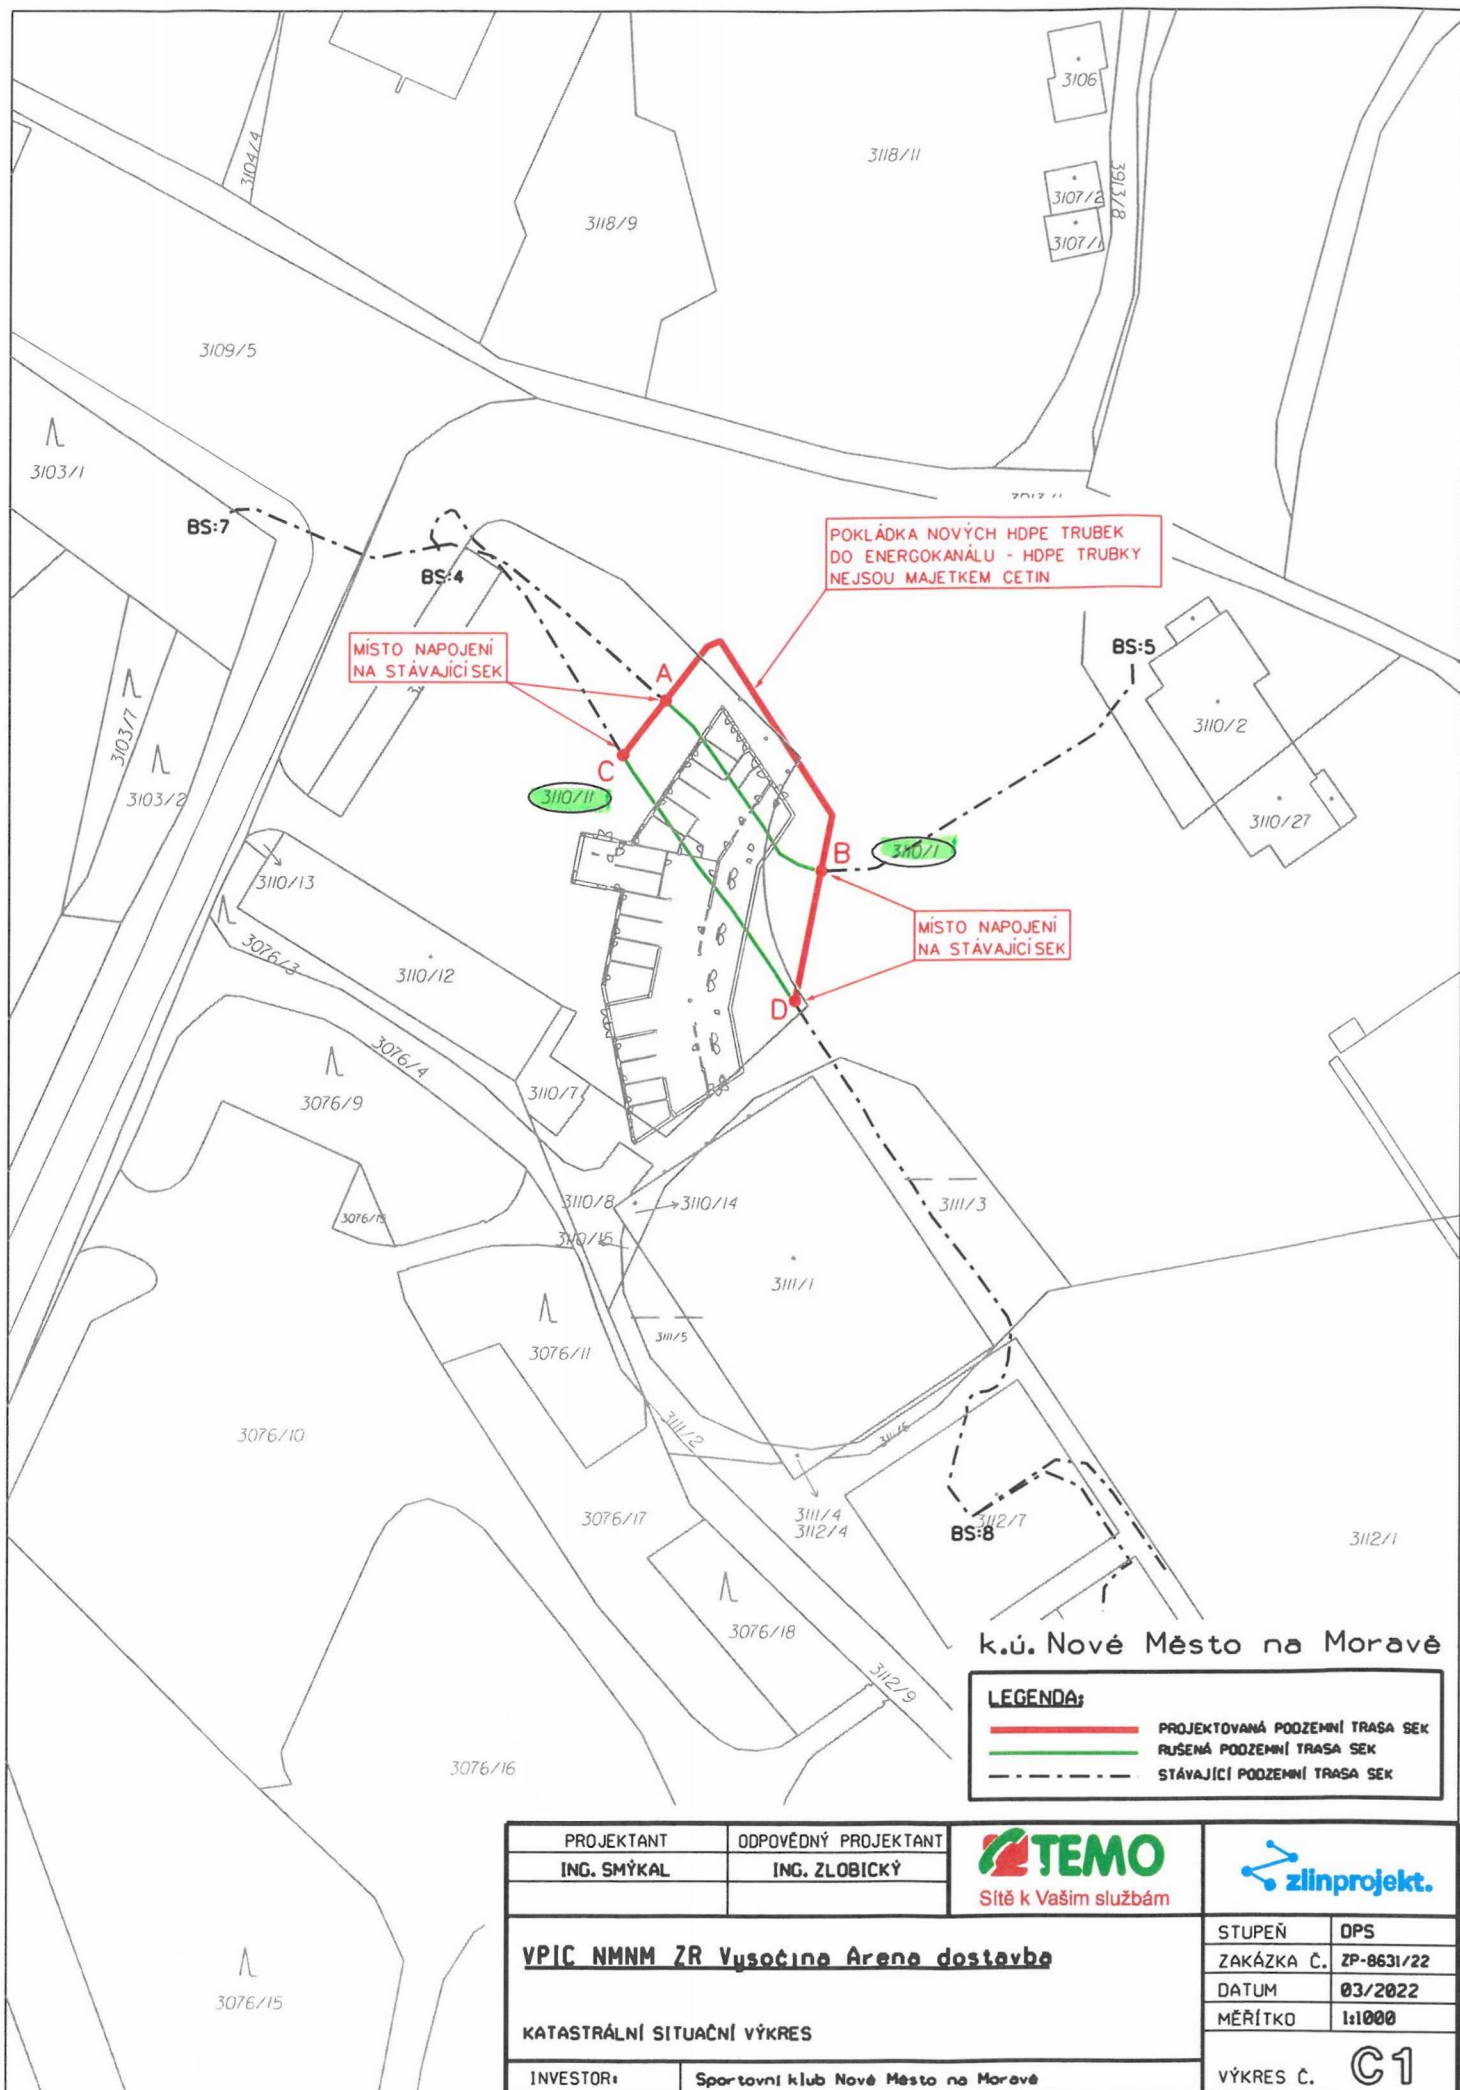 3106
3104/4
3118/11
3107/2
3913/8
3118/9
3107/1
3109/5
3103/1
BS:7
BS:4
POKLÁDKA NOVÝCH HDPE TRUBEK
DO ENERGOKANÁLU - HDPE TRUBKY
NEJSOU MAJETKEM CETIN
MÍSTO NAPOJENÍ
NA STÁVAJÍCÍ SEK
A
BS:5
3103/7
3110/2
C
3103/2
3110/11
3110/27
B
3110/1
3110/13
MÍSTO NAPOJENÍ
NA STÁVAJÍCÍ SEK
3076/3
3110/12
D
3076/4
3076/9
3110/7
3110/8
3110/14
3111/3
3076/19
3110/15
3111/1
3111/5
3076/11
3111/2
3111/6
3076/10
3076/17
3111/4
3112/4
3112/7
BS:8
3112/1
3076/18
3112/9
k.ú. Nové Město na Moravě
LEGENDA:
PROJEKTOVANÁ PODZEMNÍ TRASA SEK
RUŠENÁ PODZEMNÍ TRASA SEK
STÁVAJÍCÍ PODZEMNÍ TRASA SEK
3076/16
3076/15
PROJEKTANT
ODPOVĚDNÝ PROJEKTANT
ING. SMÝKAL
ING. ZLOBICKÝ
TEMO
Sítě k Vašim službám
zlinprojekt.
VPIC NMNM ZR Vysočina Arena dostavba
KATASTRÁLNÍ SITUAČNÍ VÝKRES
STUPEŇ DPS
ZAKÁZKA Č. ZP-8631/22
DATUM 03/2022
MĚŘÍTKO 1:1000
INVESTOR: Sportovní klub Nové Město na Moravě
VÝKRES Č. C1